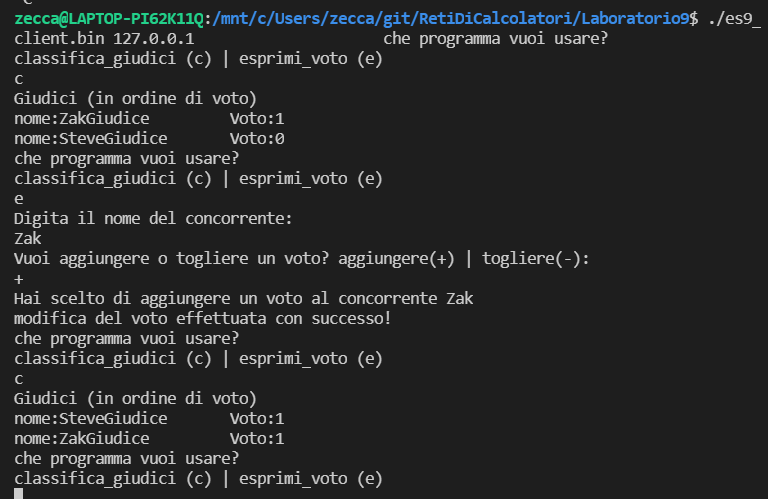 c
zecca@LAPTOP-PI62K11Q:/mnt/c/Users/zecca/git/RetiDiCalcolatori/Laboratorio9$ ./es9_
client.bin 127.0.0.1                    che programma vuoi usare?
classifica_giudici (c) | esprimi_voto (e)
c
Giudici (in ordine di voto)
nome:ZakGiudice         Voto:1
nome:SteveGiudice       Voto:0
che programma vuoi usare?
classifica_giudici (c) | esprimi_voto (e)
e
Digita il nome del concorrente:
Zak
Vuoi aggiungere o togliere un voto? aggiungere(+) | togliere(-):
+
Hai scelto di aggiungere un voto al concorrente Zak
modifica del voto effettuata con successo!
che programma vuoi usare?
classifica_giudici (c) | esprimi_voto (e)
c
Giudici (in ordine di voto)
nome:SteveGiudice       Voto:1
nome:ZakGiudice         Voto:1
che programma vuoi usare?
classifica_giudici (c) | esprimi_voto (e)